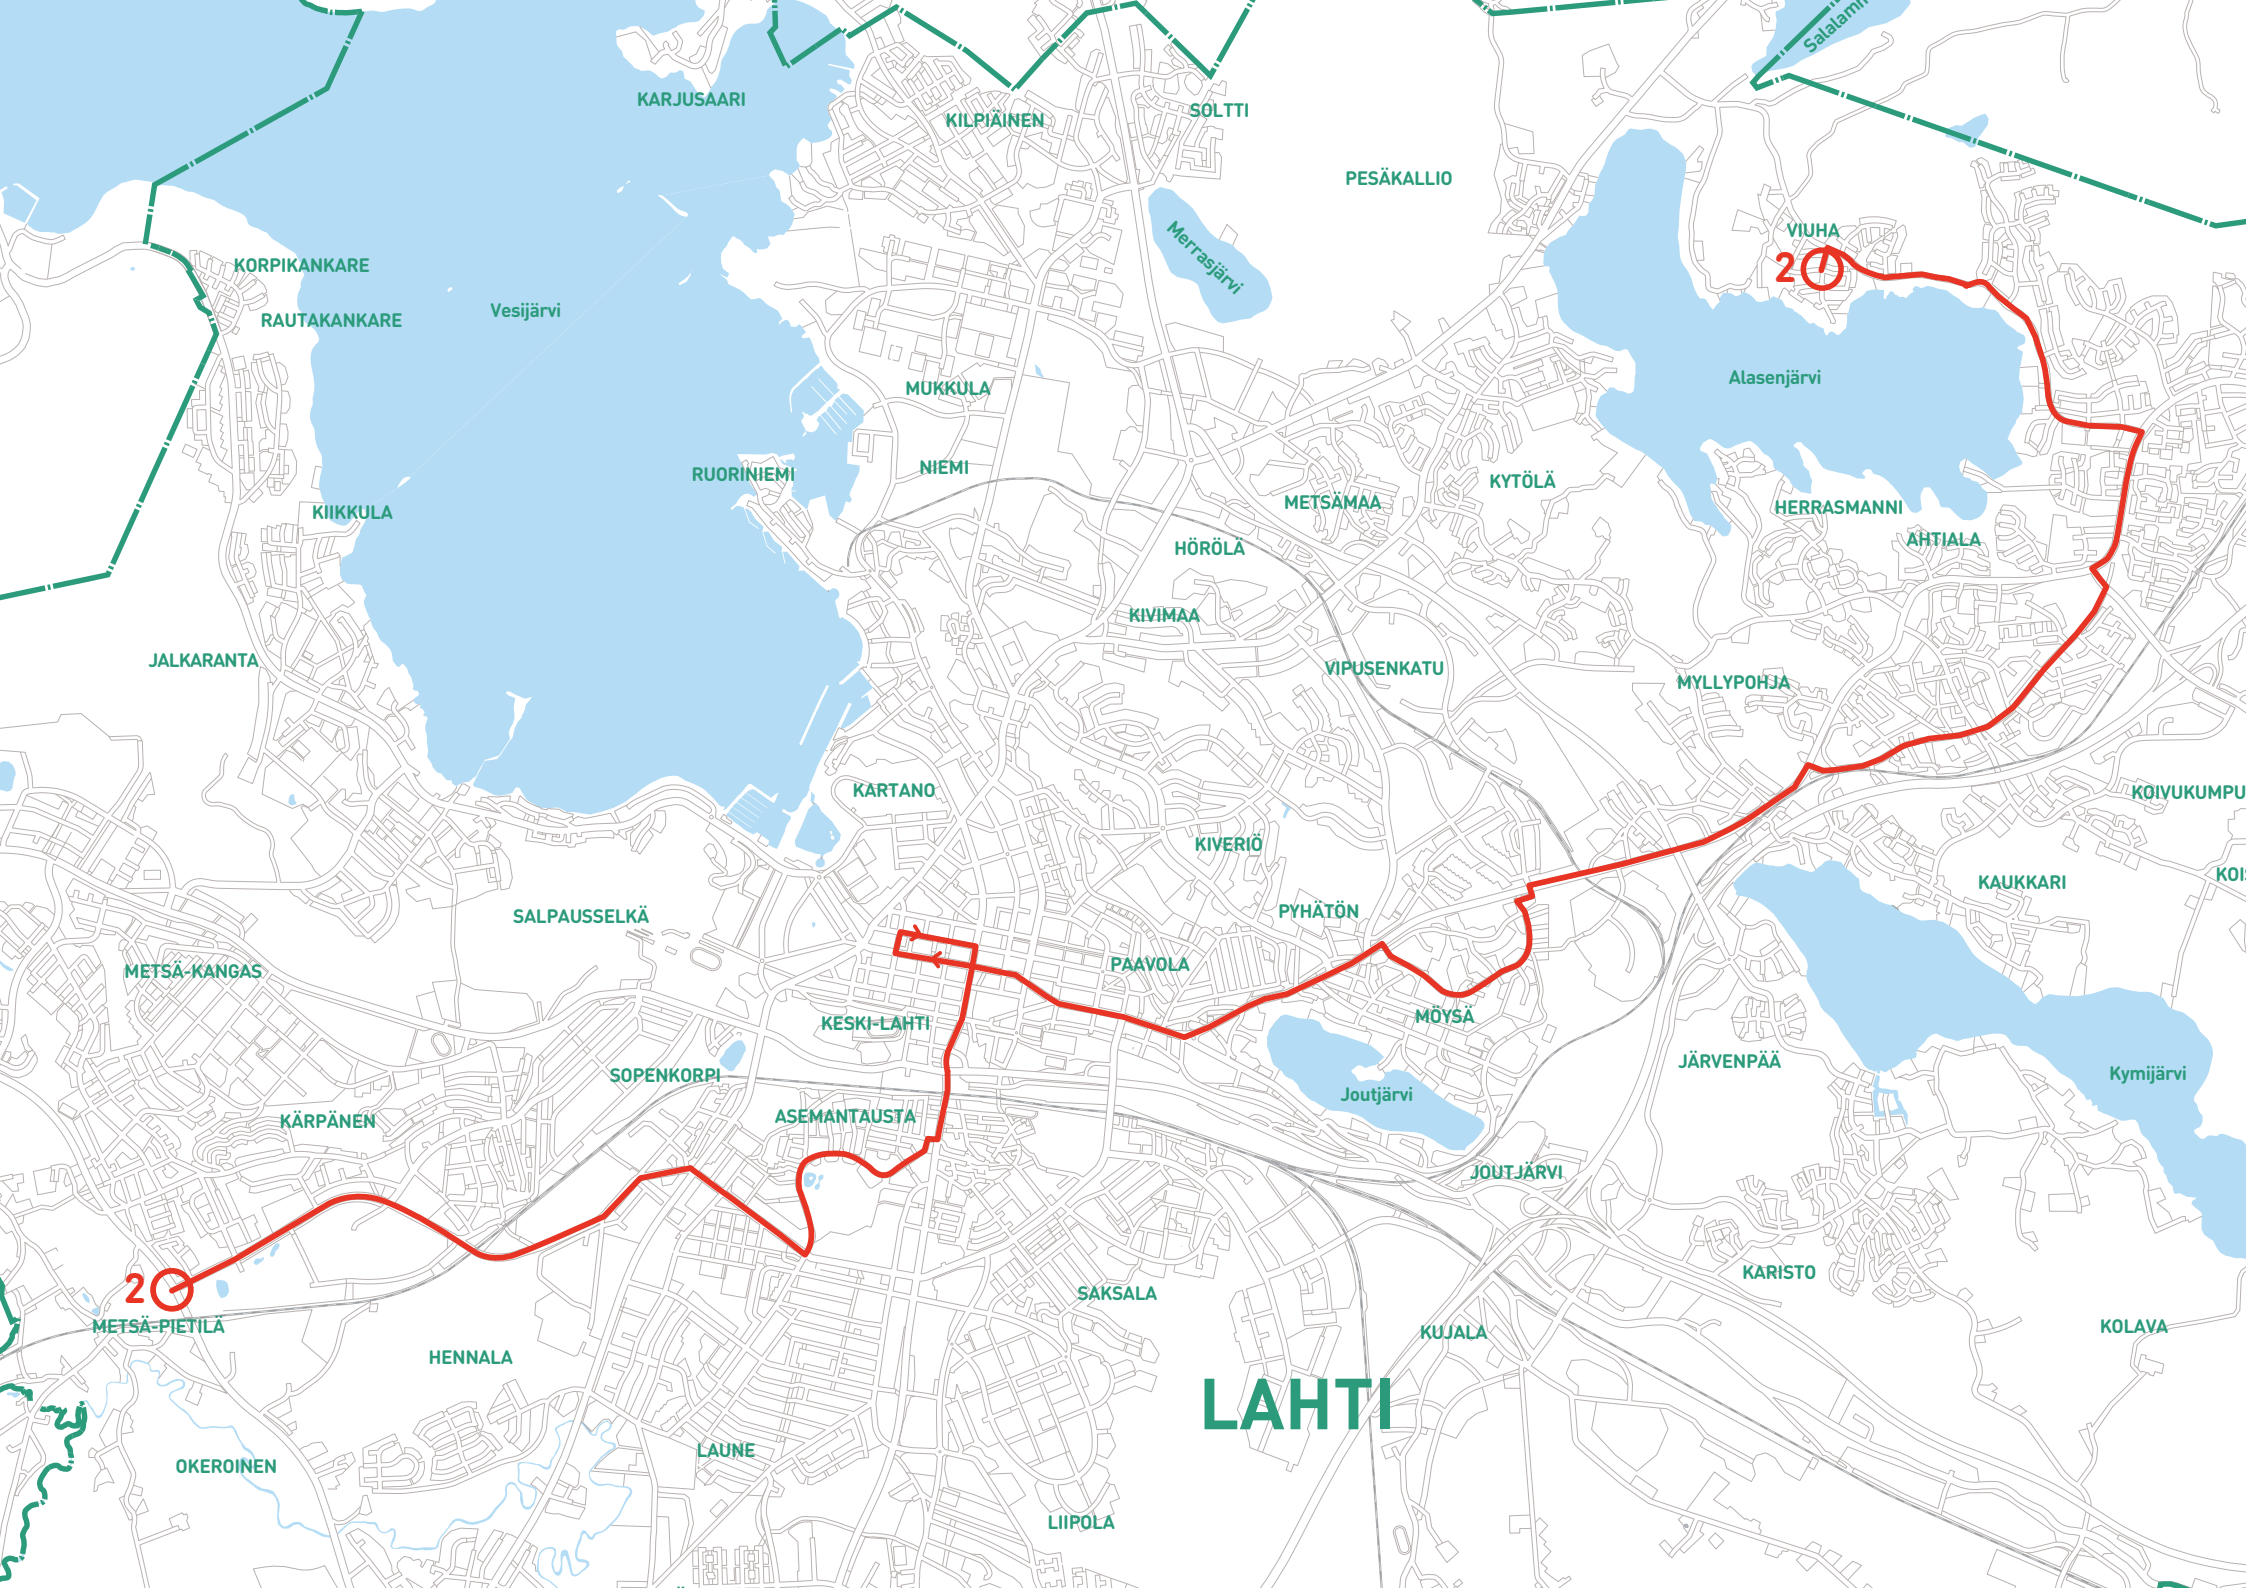 Salalammi
KARJUSAARI
KILPIÄINEN
SOLTTI
PESÄKALLIO
VIUHA
2
Merrasjärvi
KORPIKANKARE
RAUTAKANKARE
Vesijärvi
Alasenjärvi
MUKKULA
NIEMI
RUORINIEMI
KYTÖLÄ
METSÄMAA
HERRASMANNI
KIIKKULA
AHTIALA
HÖRÖLÄ
KIVIMAA
JALKARANTA
VIPUSENKATU
MYLLYPOHJA
KARTANO
KOIVUKUMPU
KIVERIÖ
KOIS
KAUKKARI
PYHÄTÖN
SALPAUSSELKÄ
PAAVOLA
METSÄ-KANGAS
MÖYSÄ
KESKI-LAHTI
JÄRVENPÄÄ
SOPENKORPI
Kymijärvi
Joutjärvi
ASEMANTAUSTA
KÄRPÄNEN
JOUTJÄRVI
KARISTO
2
SAKSALA
METSÄ-PIETILÄ
KUJALA
KOLAVA
HENNALA
LAHTI
LAUNE
OKEROINEN
LIIPOLA